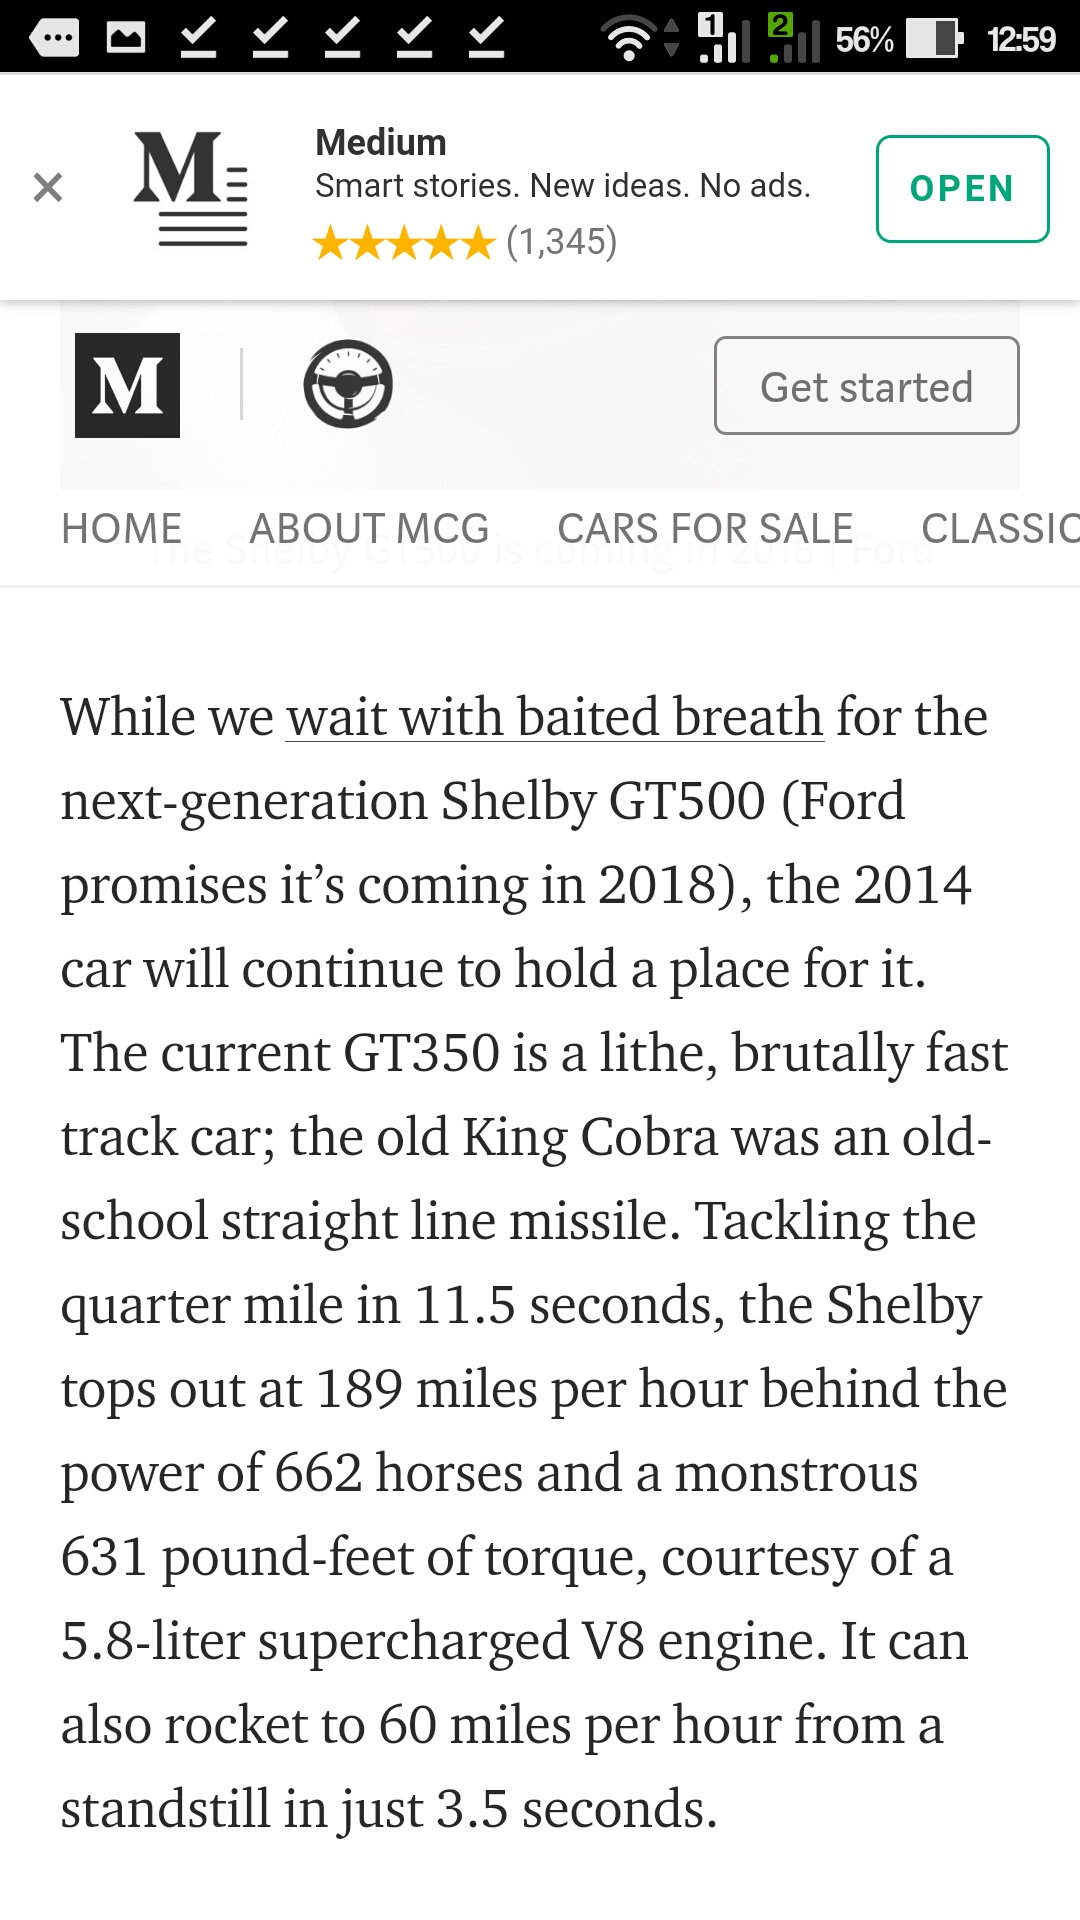 1 2 56% 12:59
M
Medium
Smart stories. New ideas. No ads.
(1,345)
OPEN
M
Get started
HOME ABOUT MCG CARS FOR SALE CLASSIC
The Shelby GT500 is coming in 2018 | Ford
While we wait with baited breath for the
next-generation Shelby GT500 (Ford
promises it’s coming in 2018), the 2014
car will continue to hold a place for it.
The current GT350 is a lithe, brutally fast
track car; the old King Cobra was an old-
school straight line missile. Tackling the
quarter mile in 11.5 seconds, the Shelby
tops out at 189 miles per hour behind the
power of 662 horses and a monstrous
631 pound-feet of torque, courtesy of a
5.8-liter supercharged V8 engine. It can
also rocket to 60 miles per hour from a
standstill in just 3.5 seconds.